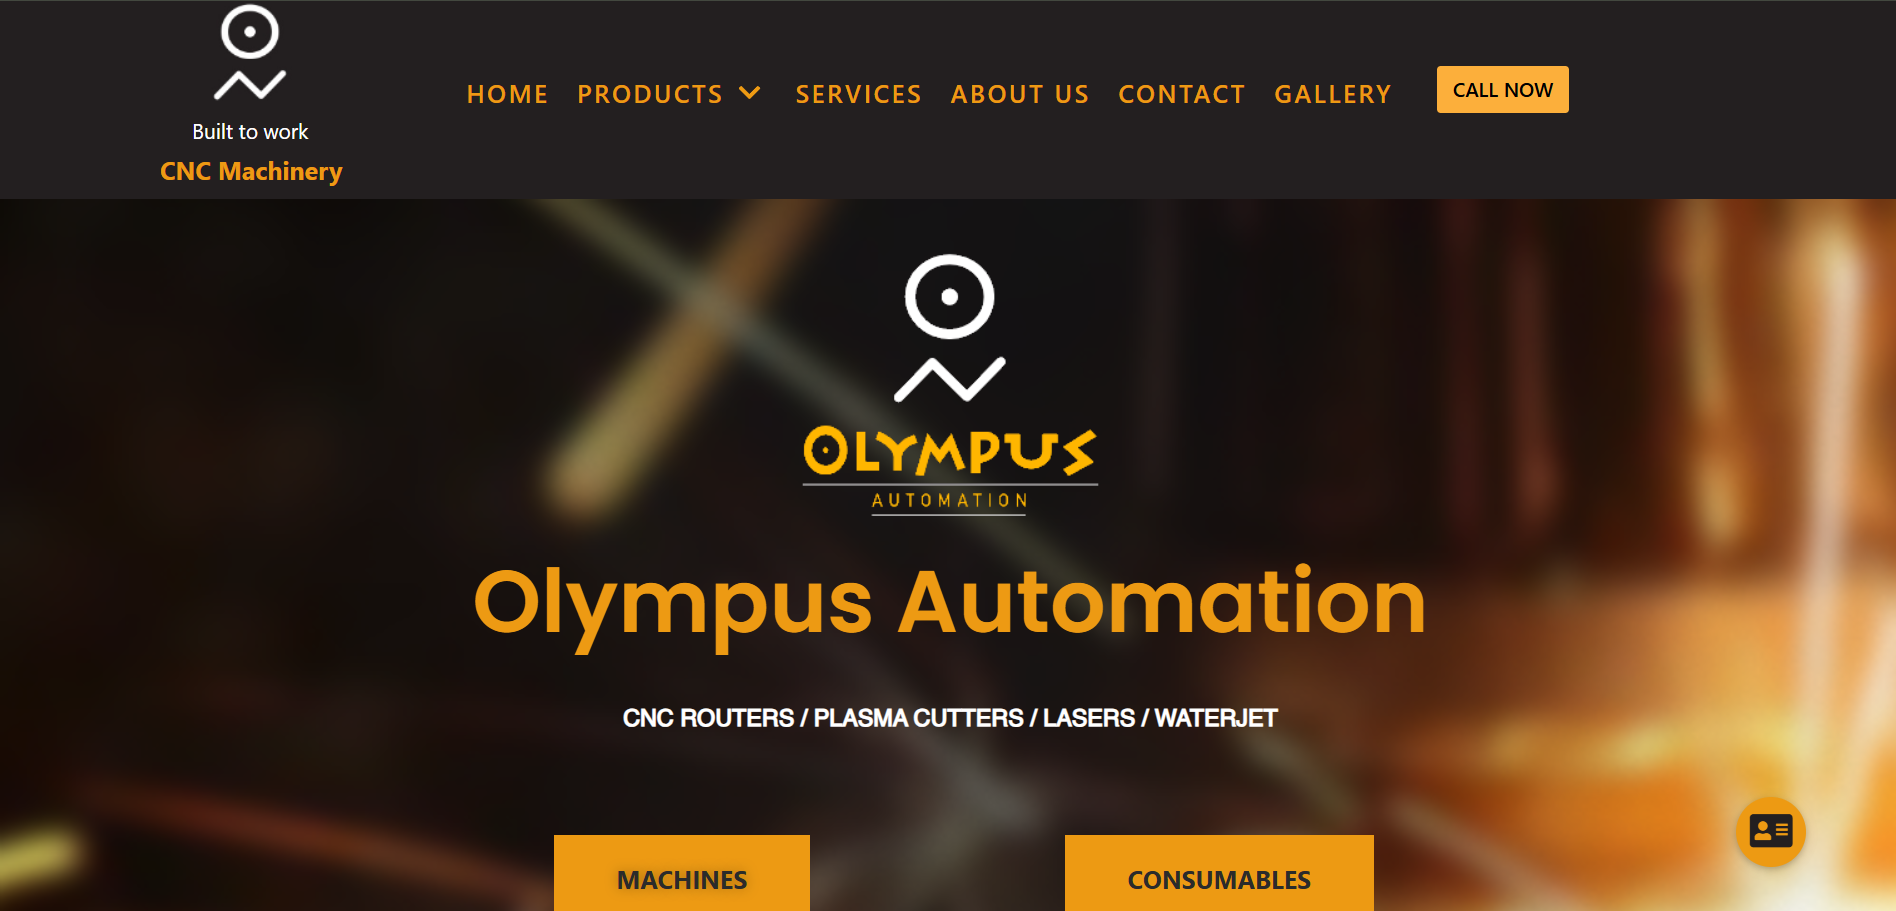 Built to work
CNC Machinery
HOME PRODUCTS SERVICES ABOUT US CONTACT GALLERY CALL NOW
OLYMPUS
AUTOMATION
Olympus Automation
CNC ROUTERS / PLASMA CUTTERS / LASERS / WATERJET
MACHINES CONSUMABLES